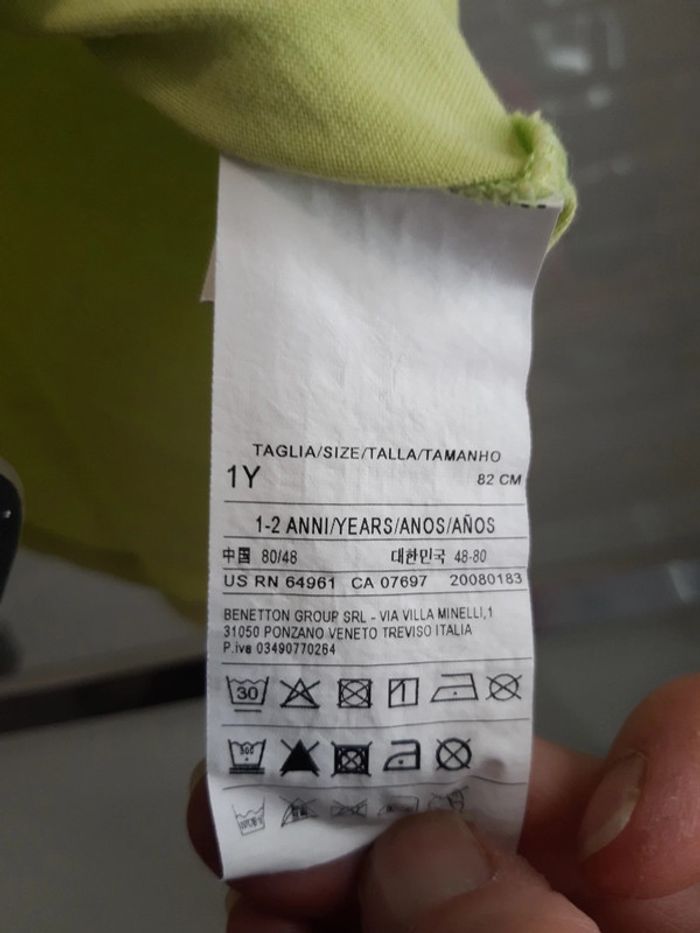 TAGLIA/SIZE/TALLA/TAMANHO
1Y 82 CM
1-2 ANNI/YEARS/ANOS/AÑOS
中国 80/48 대한민국 48-80
US RN 64961 CA 07697 20080183
BENETTON GROUP SRL - VIA VILLA MINELLI,1
31050 PONZANO VENETO TREVISO ITALIA
P.iva 03490770264
30